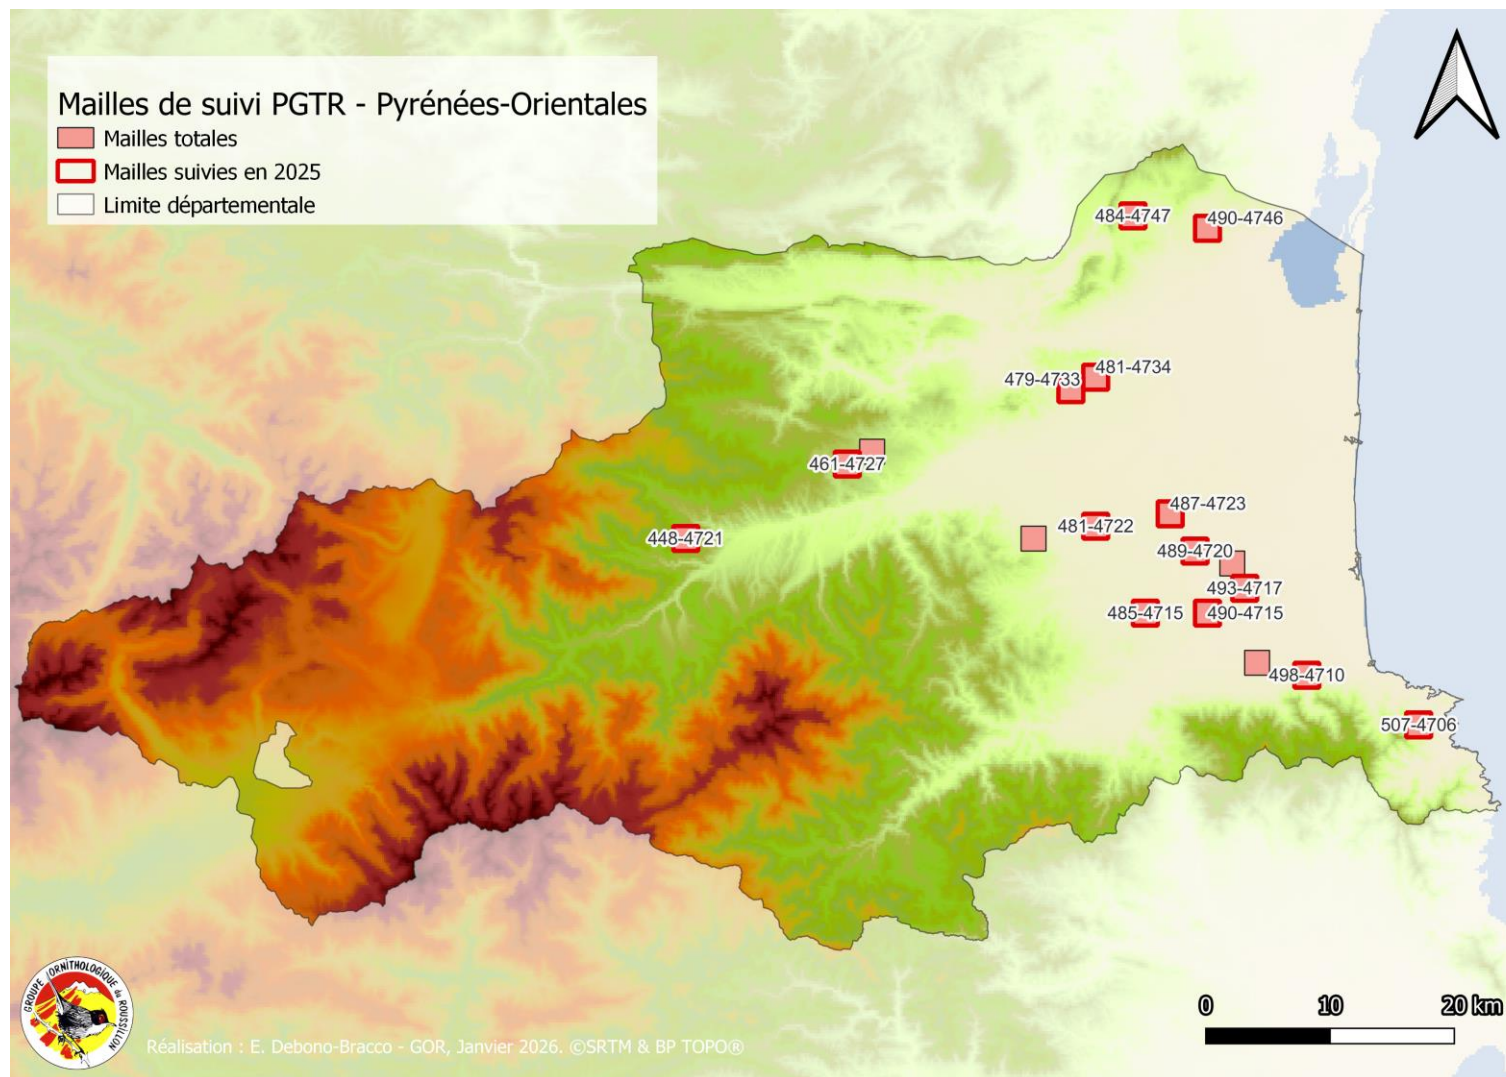 Mailles de suivi PGTR - Pyrénées-Orientales
Mailles totales
Mailles suivies en 2025
Limite départementale
484-4747
490-4746
479-4733
481-4734
461-4727
448-4721
481-4722
487-4723
489-4720
493-4717
485-4715
490-4715
498-4710
507-4706
0 10 20 km
GROUPE ORNITHOLOGIQUE du ROUSSILLON
Réalisation : E. Debono-Bracco - GOR, Janvier 2026. ©SRTM & BP TOPO®